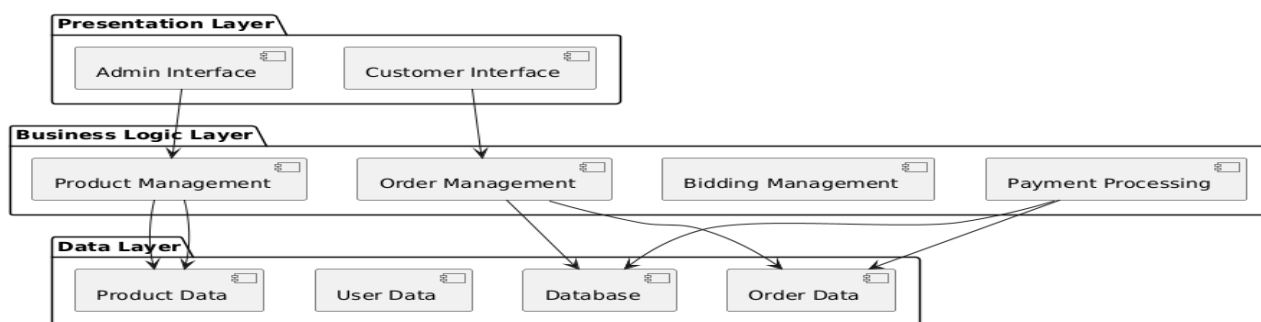 Presentation Layer
Admin Interface
Customer Interface
Business Logic Layer
Product Management
Order Management
Bidding Management
Payment Processing
Data Layer
Product Data
User Data
Database
Order Data